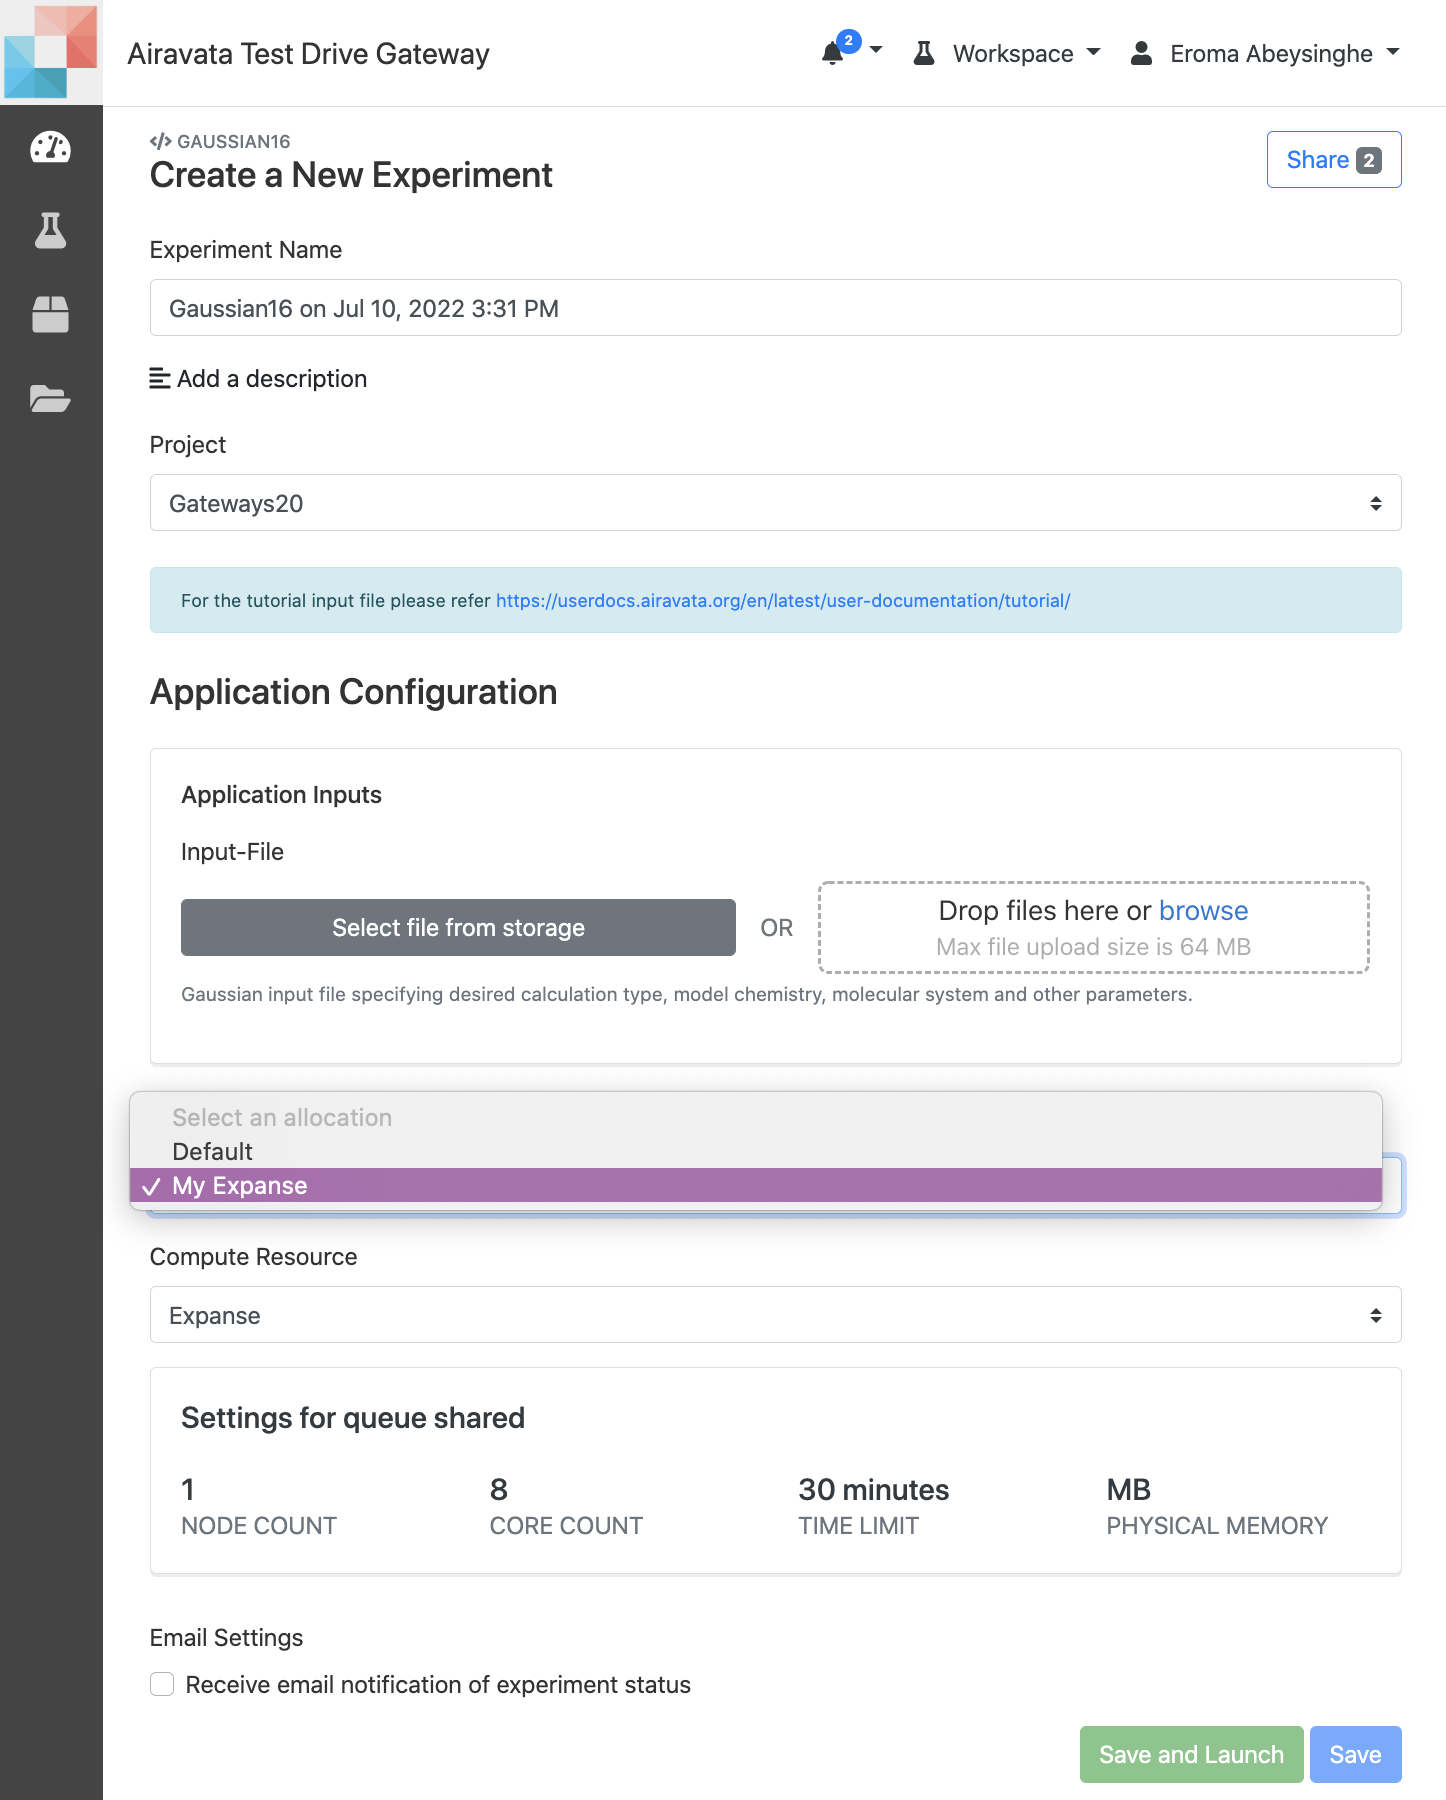 Airavata Test Drive Gateway
2
Workspace
Eroma Abeysinghe
</> GAUSSIAN16
Create a New Experiment
Share 2
Experiment Name
Gaussian16 on Jul 10, 2022 3:31 PM
Add a description
Project
Gateways20
For the tutorial input file please refer https://userdocs.airavata.org/en/latest/user-documentation/tutorial/
Application Configuration
Application Inputs
Input-File
Select file from storage
OR
Drop files here or browse
Max file upload size is 64 MB
Gaussian input file specifying desired calculation type, model chemistry, molecular system and other parameters.
Select an allocation
Default
✓ My Expanse
Compute Resource
Expanse
Settings for queue shared
1
NODE COUNT
8
CORE COUNT
30 minutes
TIME LIMIT
MB
PHYSICAL MEMORY
Email Settings
Receive email notification of experiment status
Save and Launch
Save